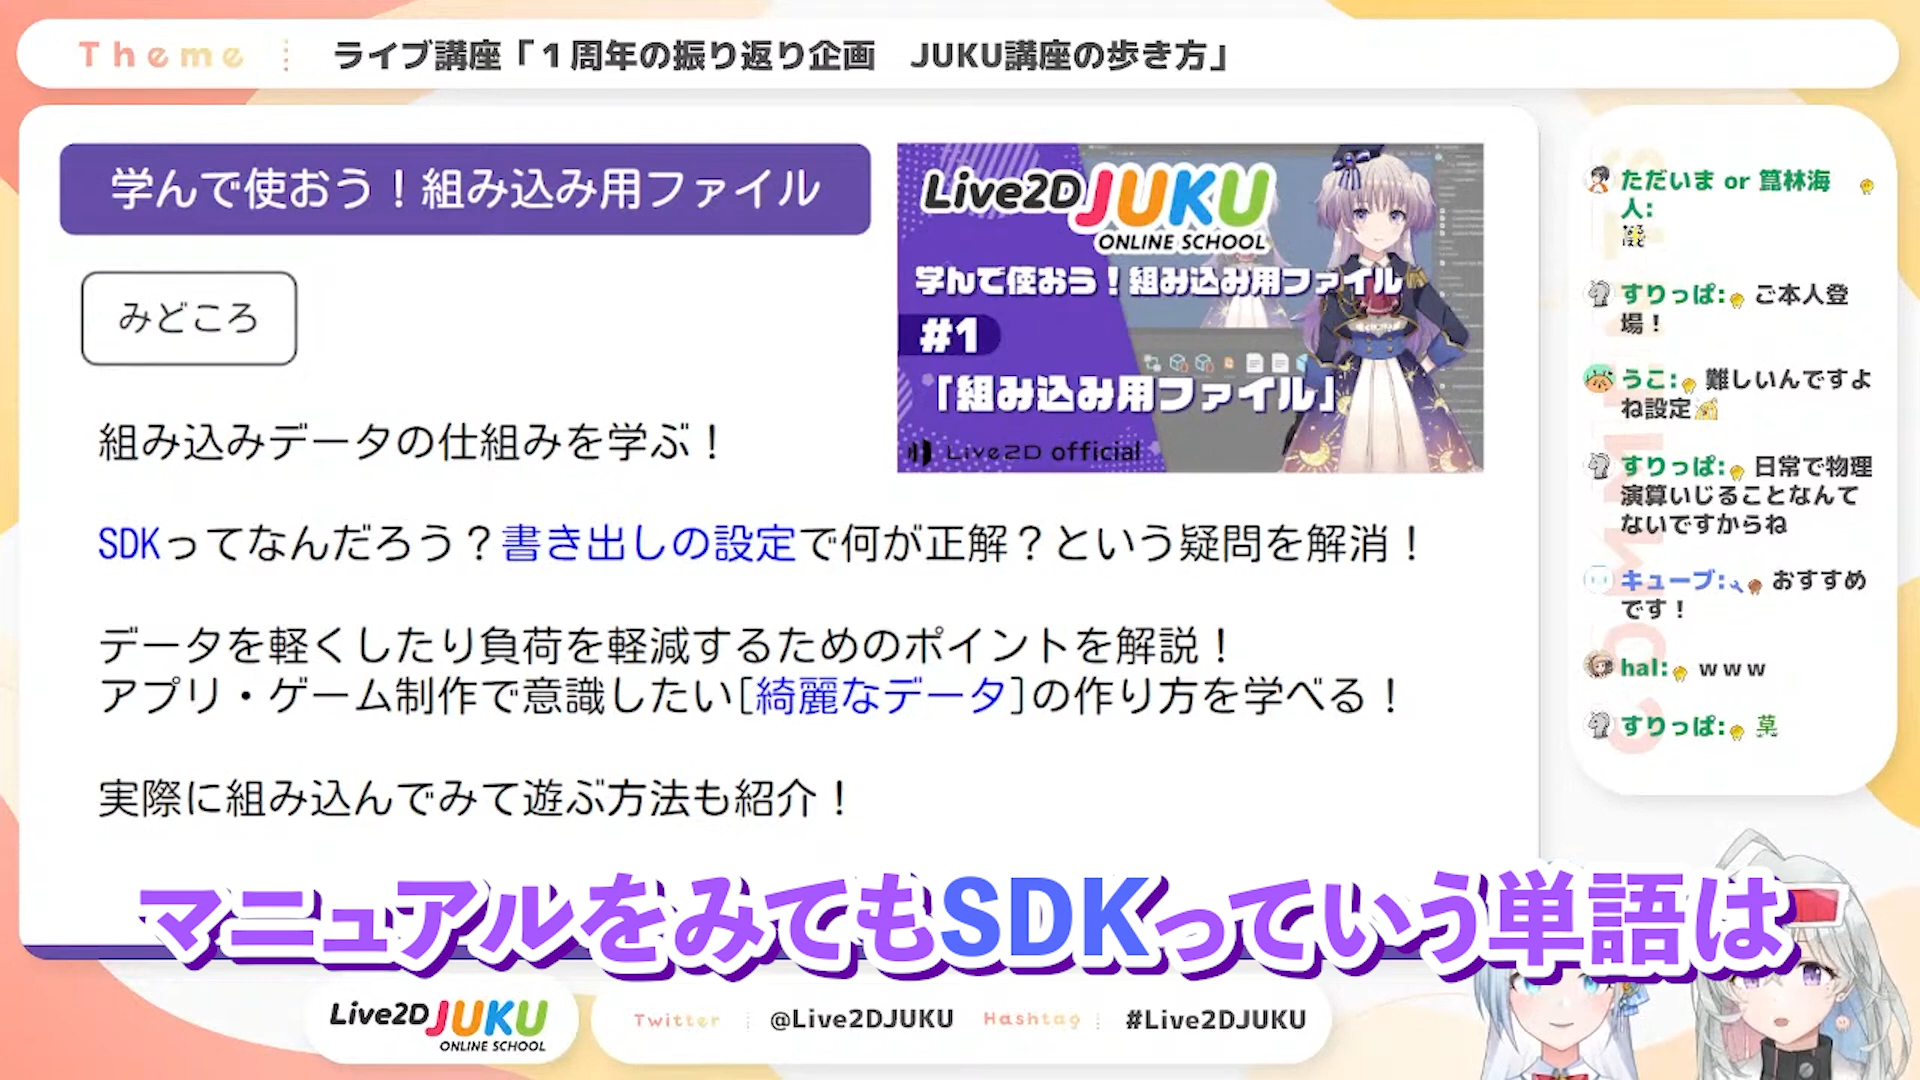 Theme
ライブ講座「１周年の振り返り企画　JUKU講座の歩き方」
学んで使おう！組み込み用ファイル
みどころ
組み込みデータの仕組みを学ぶ！
SDKってなんだろう？書き出しの設定で何が正解？という疑問を解消！
データを軽くしたり負荷を軽減するためのポイントを解説！
アプリ・ゲーム制作で意識したい[綺麗なデータ]の作り方を学べる！
実際に組み込んでみて遊ぶ方法も紹介！
Live2D JUKU
ONLINE SCHOOL
学んで使おう！組み込み用ファイル
#1
「組み込み用ファイル」
Live2D official
ただいま or 筥林海
人:
なるほど
すりっぱ: ご本人登
場！
うこ: 難しいんですよ
ね設定
すりっぱ: 日常で物理
演算いじることなんて
ないですからね
キューブ: おすすめ
です！
hal: ｗｗｗ
すりっぱ: 草
マニュアルをみてもSDKっていう単語は
Live2D JUKU
ONLINE SCHOOL
Twitter @Live2DJUKU Hashtag #Live2DJUKU